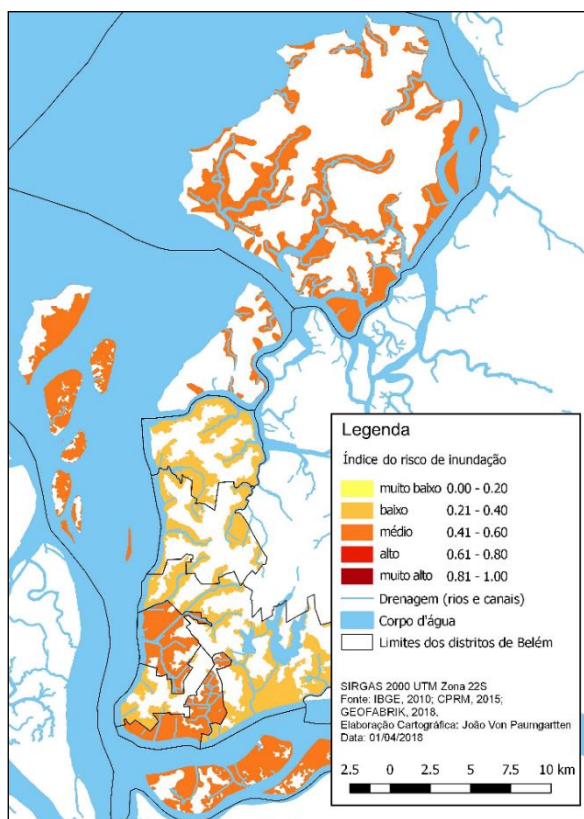 Legenda
Índice do risco de inundação
muito baixo 0.00 - 0.20
baixo 0.21 - 0.40
médio 0.41 - 0.60
alto 0.61 - 0.80
muito alto 0.81 - 1.00
Drenagem (rios e canais)
Corpo d'água
Limites dos distritos de Belém
SIRGAS 2000 UTM Zona 22S
Fonte: IBGE, 2010; CPRM, 2015;
GEOFABRIK, 2018.
Elaboração Cartográfica: João Von Paumgartten
Data: 01/04/2018
2.5 0 2.5 5 7.5 10 km